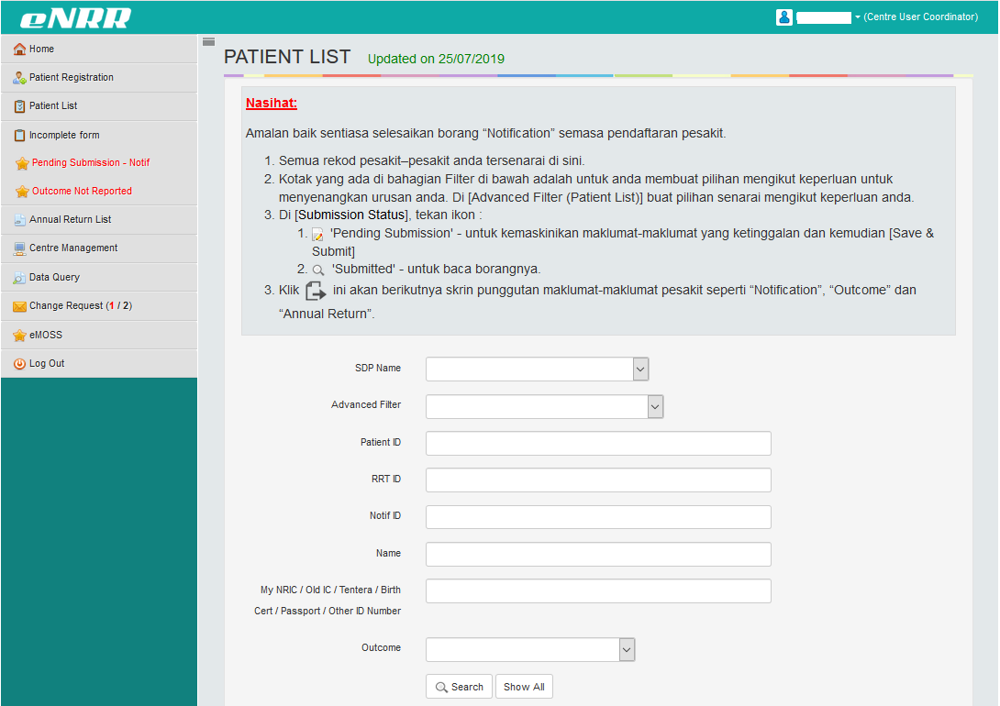 eNRR
(Centre User Coordinator)
Home
Patient Registration
Patient List
Incomplete form
Pending Submission - Notif
Outcome Not Reported
Annual Return List
Centre Management
Data Query
Change Request (1 / 2)
eMOSS
Log Out
PATIENT LIST Updated on 25/07/2019
Nasihat:
Amalan baik sentiasa selesaikan borang “Notification” semasa pendaftaran pesakit.
1. Semua rekod pesakit–pesakit anda tersenarai di sini.
2. Kotak yang ada di bahagian Filter di bawah adalah untuk anda membuat pilihan mengikut keperluan untuk
menyenangkan urusan anda. Di [Advanced Filter (Patient List)] buat pilihan senarai mengikut keperluan anda.
3. Di [Submission Status], tekan ikon :
1. 'Pending Submission' - untuk kemaskinikan maklumat-maklumat yang ketinggalan dan kemudian [Save &
Submit]
2. 'Submitted' - untuk baca borangnya.
3. Klik ini akan berikutnya skrin punggutan maklumat-maklumat pesakit seperti “Notification”, “Outcome” dan
“Annual Return”.
SDP Name
Advanced Filter
Patient ID
RRT ID
Notif ID
Name
My NRIC / Old IC / Tentera / Birth
Cert / Passport / Other ID Number
Outcome
Search Show All